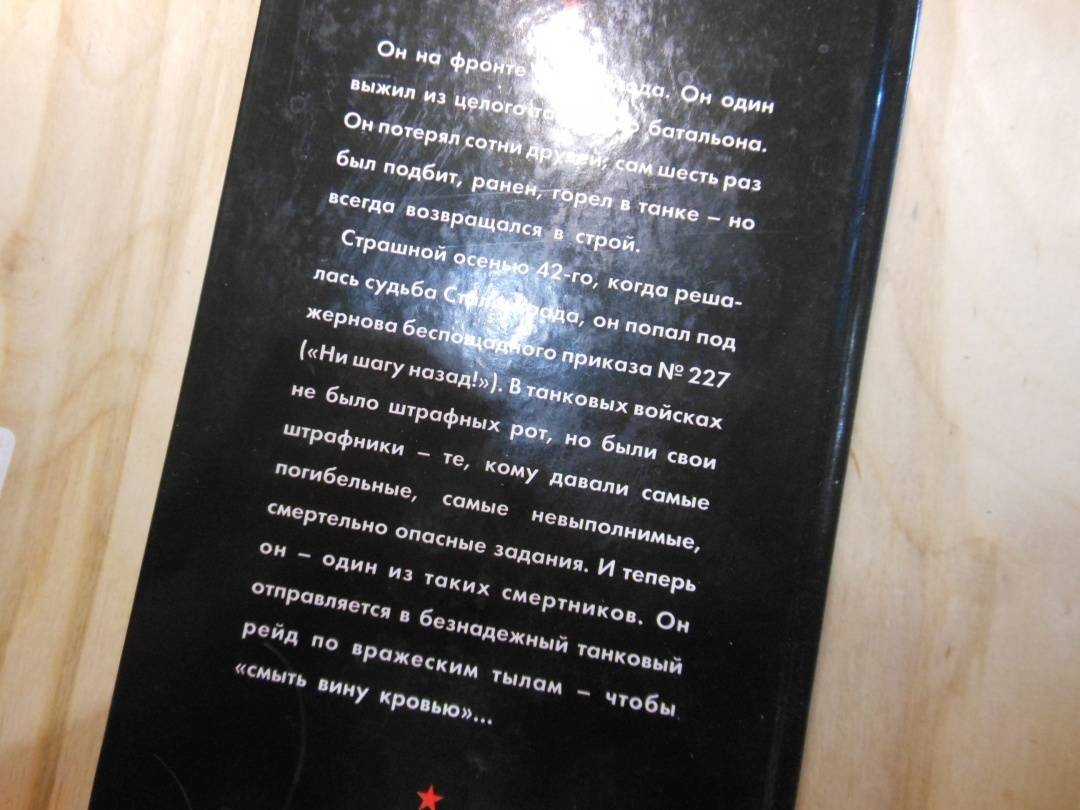 Он на фронте года. Он один
выжил из целого батальона.
Он потерял сотни друзей; сам шесть раз
был подбит, ранен, горел в танке – но
всегда возвращался в строй.
Страшной осенью 42-го, когда реша-
лась судьба Сталинграда, он попал под
жернова беспощадного приказа № 227
(«Ни шагу назад!»). В танковых войсках
не было штрафных рот, но были свои
штрафники – те, кому давали самые
погибельные, самые невыполнимые,
смертельно опасные задания. И теперь
он – один из таких смертников. Он
отправляется в безнадежный танковый
рейд по вражеским тылам – чтобы
«смыть вину кровью»...